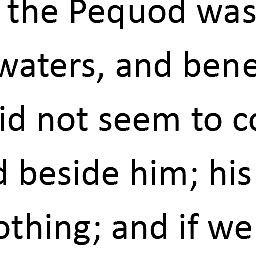 the Pequod was
waters, and bene
id not seem to co
d beside him; his
othing; and if we